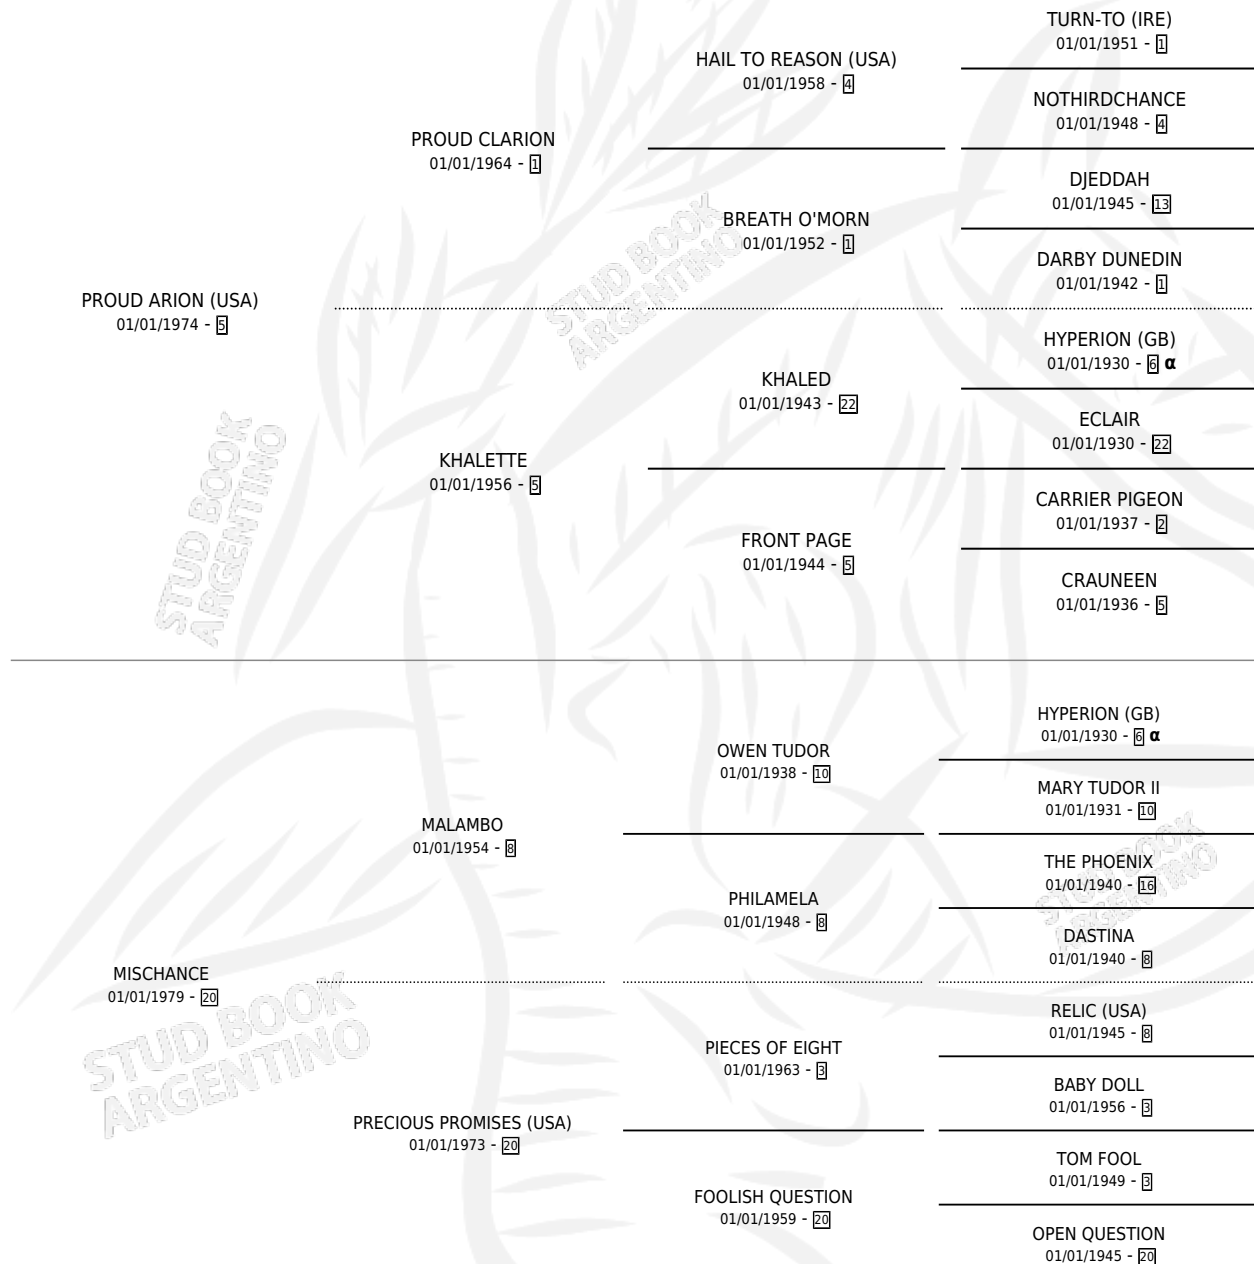 TURN-TO (IRE)
01/01/1951 - 1
HAIL TO REASON (USA)
01/01/1958 - 4
NOTHIRDCHANCE
01/01/1948 - 4
PROUD CLARION
01/01/1964 - 1
DJEDDAH
01/01/1945 - 13
BREATH O'MORN
01/01/1952 - 1
DARBY DUNEDIN
01/01/1942 - 1
PROUD ARION (USA)
01/01/1974 - 5
HYPERION (GB)
01/01/1930 - 6 α
KHALED
01/01/1943 - 22
ECLAIR
01/01/1930 - 22
KHALETTE
01/01/1956 - 5
CARRIER PIGEON
01/01/1937 - 2
FRONT PAGE
01/01/1944 - 5
CRAUNEEN
01/01/1936 - 5
HYPERION (GB)
01/01/1930 - 6 α
OWEN TUDOR
01/01/1938 - 10
MARY TUDOR II
01/01/1931 - 10
MALAMBO
01/01/1954 - 8
THE PHOENIX
01/01/1940 - 16
PHILAMELA
01/01/1948 - 8
DASTINA
01/01/1940 - 8
MISCHANCE
01/01/1979 - 20
RELIC (USA)
01/01/1945 - 8
PIECES OF EIGHT
01/01/1963 - 3
BABY DOLL
01/01/1956 - 3
PRECIOUS PROMISES (USA)
01/01/1973 - 20
TOM FOOL
01/01/1949 - 3
FOOLISH QUESTION
01/01/1959 - 20
OPEN QUESTION
01/01/1945 - 20
STUD BOOK
ARGENTINO
STUD BOOK
ARGENTINO
STUD BOOK
ARGENTINO
STUD BOOK
ARGENTINO